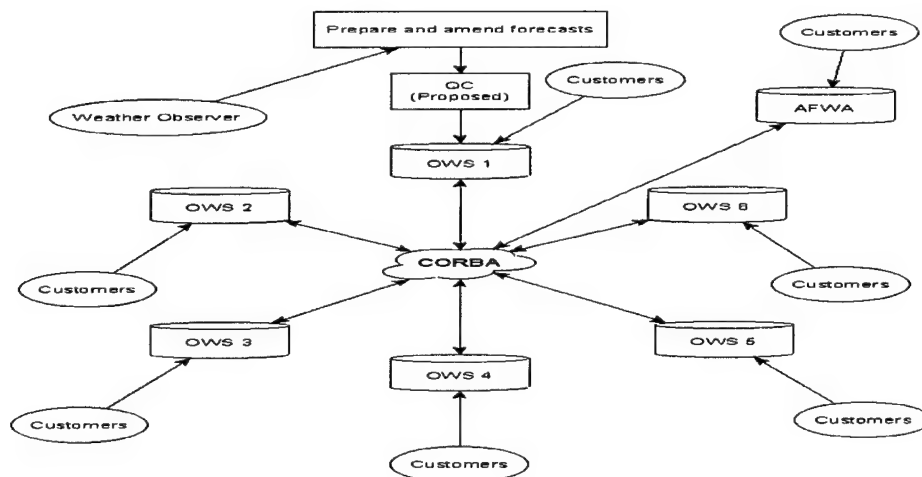 Prepare and amend forecasts
Customers
Customers
QC
(Proposed)
Weather Observer
AFWA
OWS 1
OWS 2
OWS 6
CORBA
Customers
Customers
OWS 3
OWS 5
OWS 4
Customers
Customers
Customers